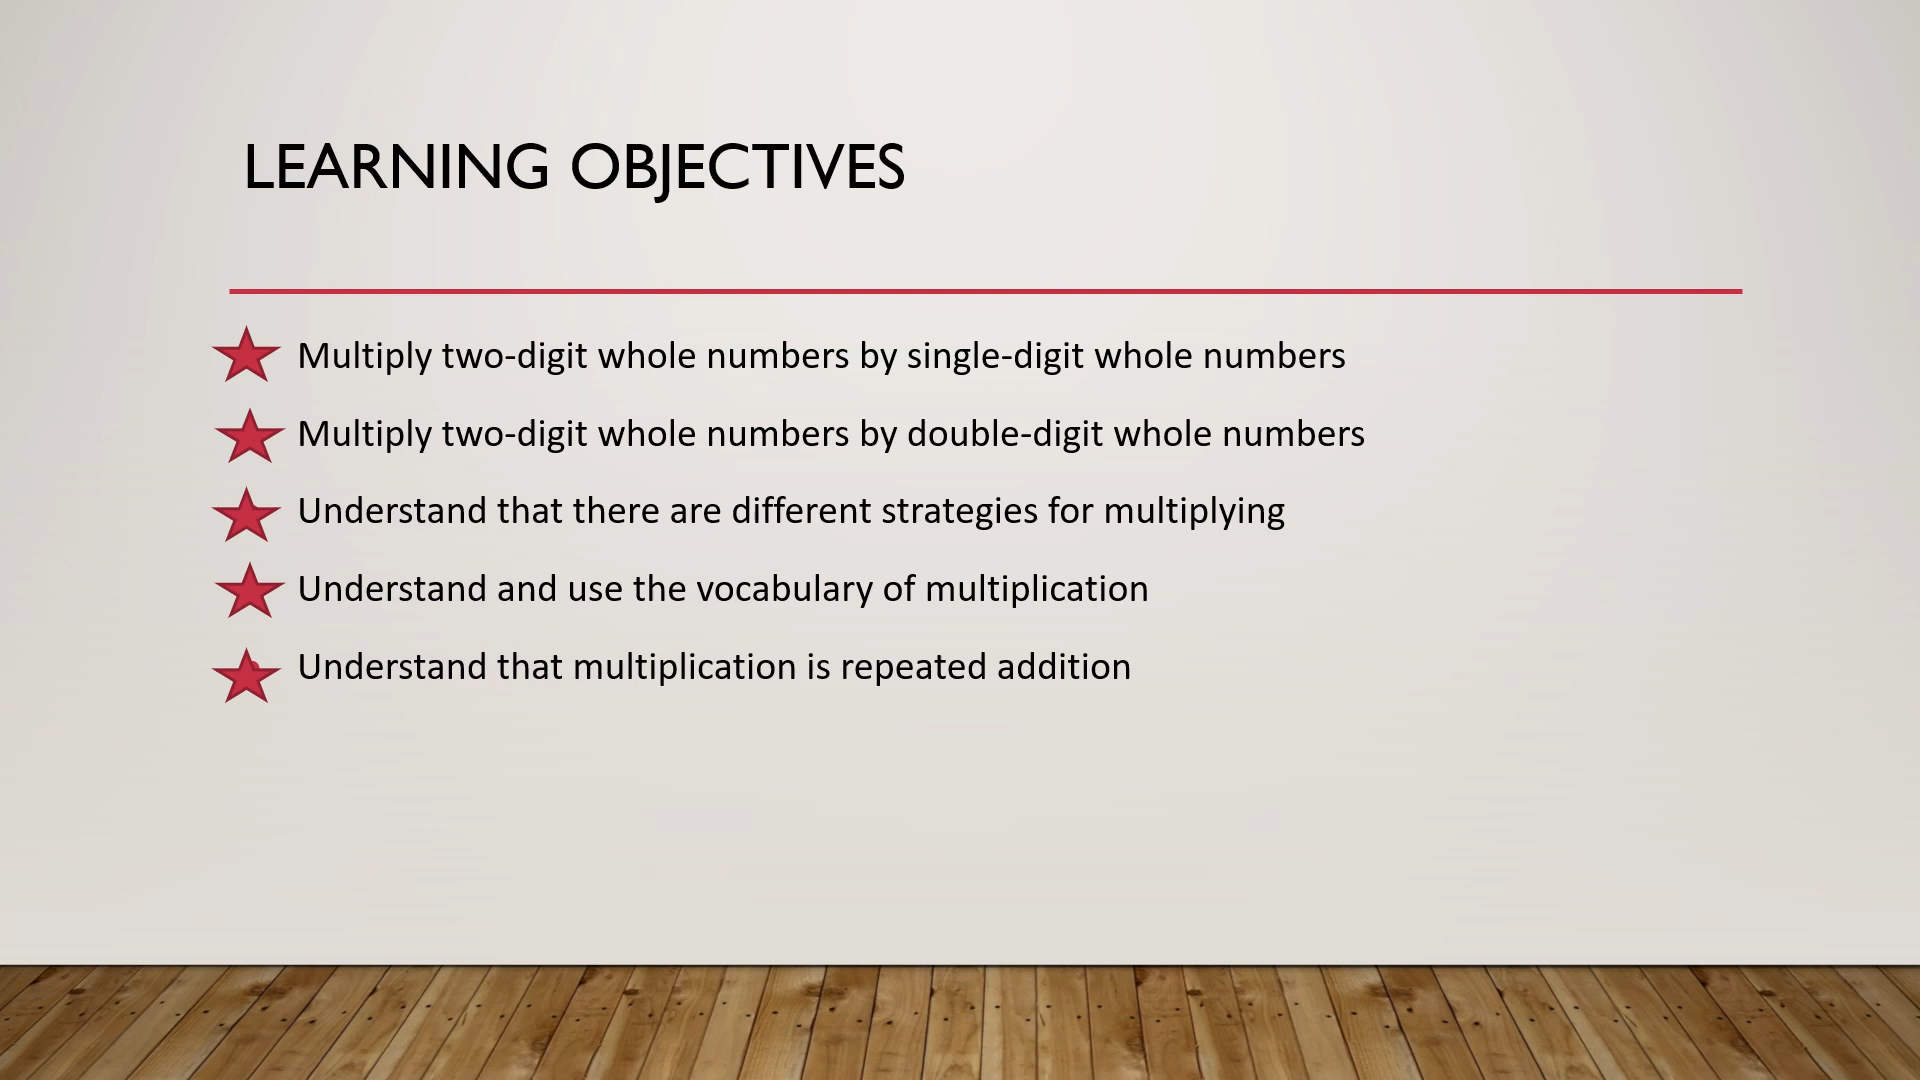 LEARNING OBJECTIVES
Multiply two-digit whole numbers by single-digit whole numbers
Multiply two-digit whole numbers by double-digit whole numbers
Understand that there are different strategies for multiplying
Understand and use the vocabulary of multiplication
Understand that multiplication is repeated addition